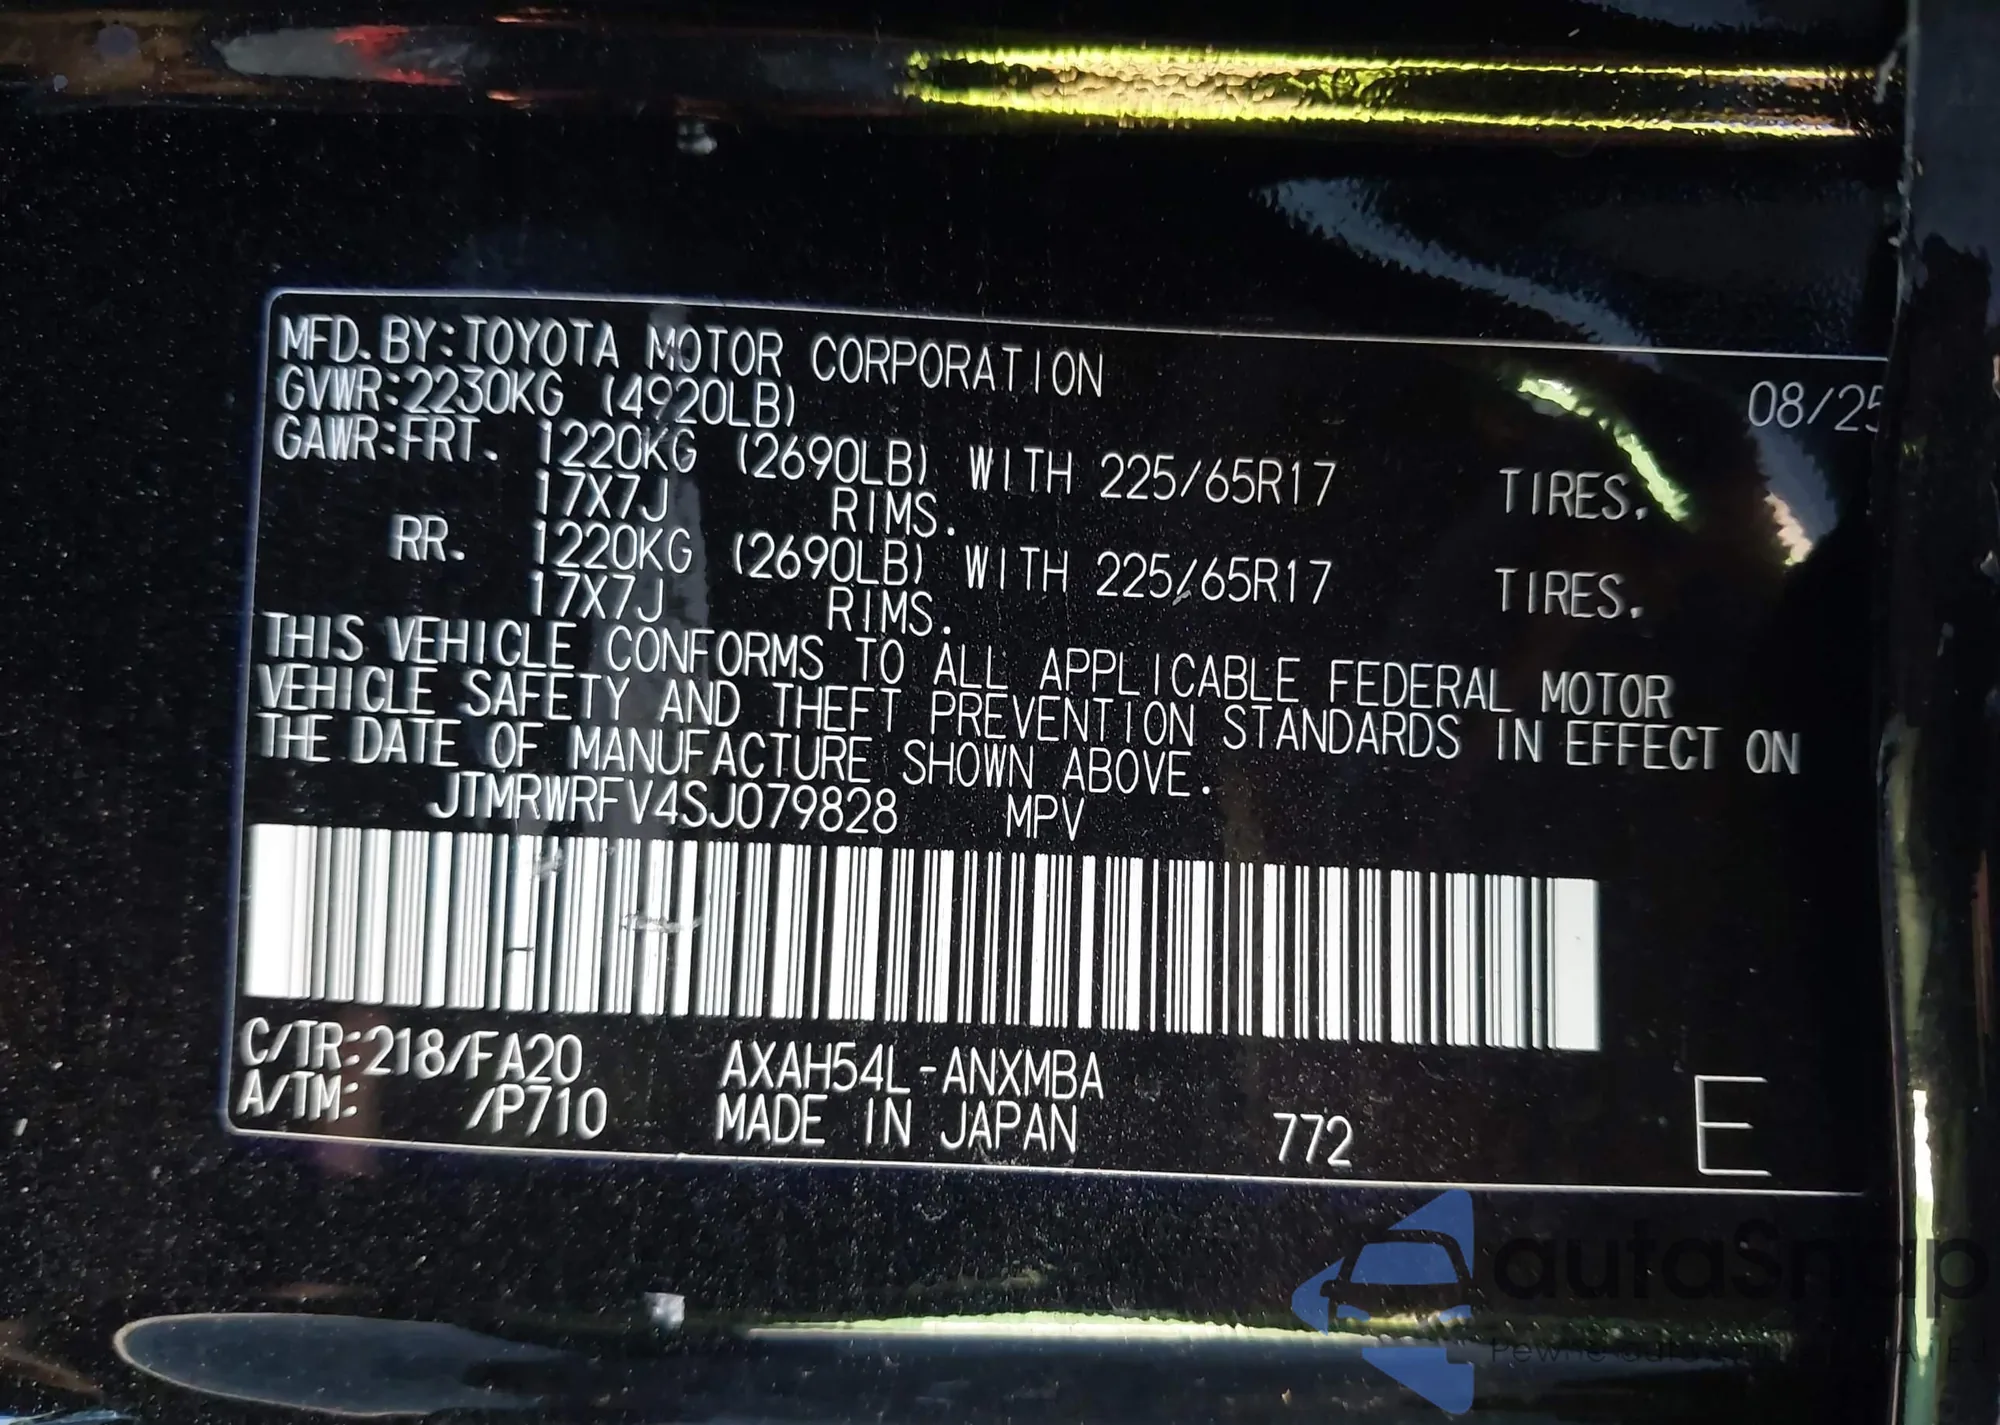 MFD. BY:TOYOTA MOTOR CORPORATION 08/25
GVWR:2230KG (4920LB)
GAWR:FRT. 1220KG (2690LB) WITH 225/65R17 TIRES.
17X7J RIMS.
RR. 1220KG (2690LB) WITH 225/65R17 TIRES.
17X7J RIMS.
THIS VEHICLE CONFORMS TO ALL APPLICABLE FEDERAL MOTOR
VEHICLE SAFETY AND THEFT PREVENTION STANDARDS IN EFFECT ON
THE DATE OF MANUFACTURE SHOWN ABOVE.
JTMRWRFV4SJ079828 MPV
C/TR:218/FA20 AXAH54L-ANXMBA
A/TM: /P710 MADE IN JAPAN 772 E
autaSnap